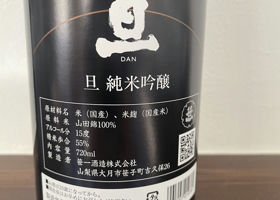 旦
DAN
旦 純米吟醸
原材料名 米（国産）、米麹（国産米）
原料米 山田錦100%
アルコール分 15度
精米歩合 55%
内容量 720ml
製造者 笹一酒造株式会社
山梨県大月市笹子町吉久保26